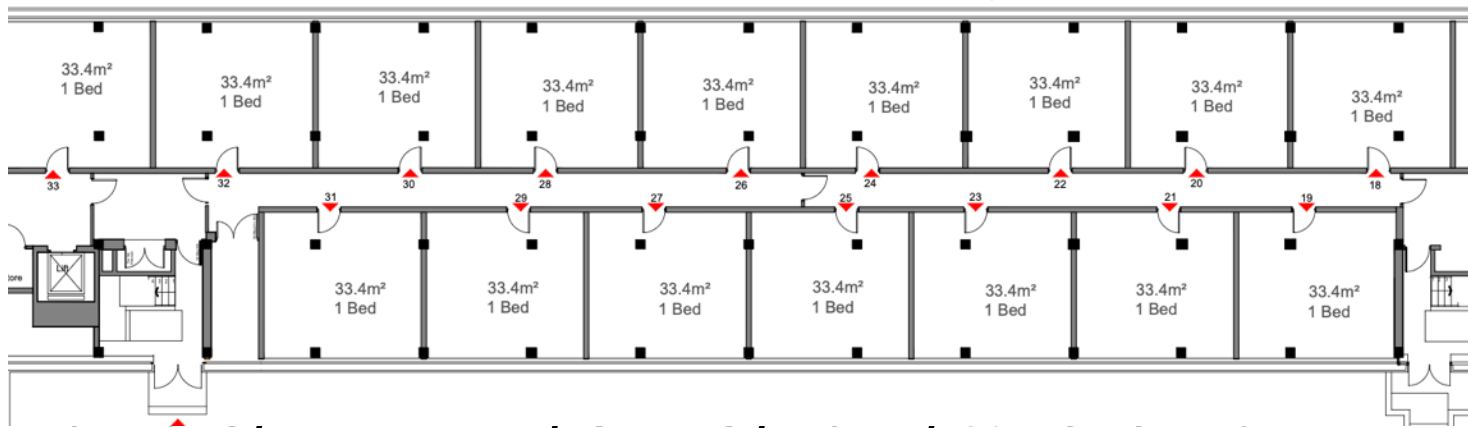 33.4m²
1 Bed
33.4m²
1 Bed
33.4m²
1 Bed
33.4m²
1 Bed
33.4m²
1 Bed
33.4m²
1 Bed
33.4m²
1 Bed
33.4m²
1 Bed
33.4m²
1 Bed
33
32
30
28
26
24
22
20
18
31
29
27
25
23
21
19
Lift
tore
33.4m²
1 Bed
33.4m²
1 Bed
33.4m²
1 Bed
33.4m²
1 Bed
33.4m²
1 Bed
33.4m²
1 Bed
33.4m²
1 Bed